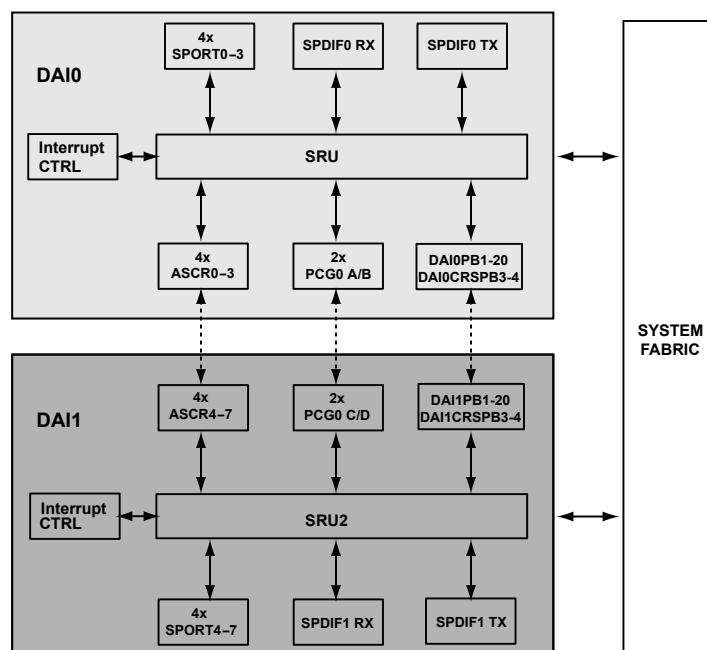 DAI0
4x
SPORT0–3
SPDIF0 RX
SPDIF0 TX
Interrupt
CTRL
SRU
4x
ASCR0–3
2x
PCG0 A/B
DAI0PB1-20
DAI0CRSPB3-4
SYSTEM
FABRIC
DAI1
4x
ASCR4–7
2x
PCG0 C/D
DAI1PB1-20
DAI1CRSPB3-4
Interrupt
CTRL
SRU2
4x
SPORT4–7
SPDIF1 RX
SPDIF1 TX